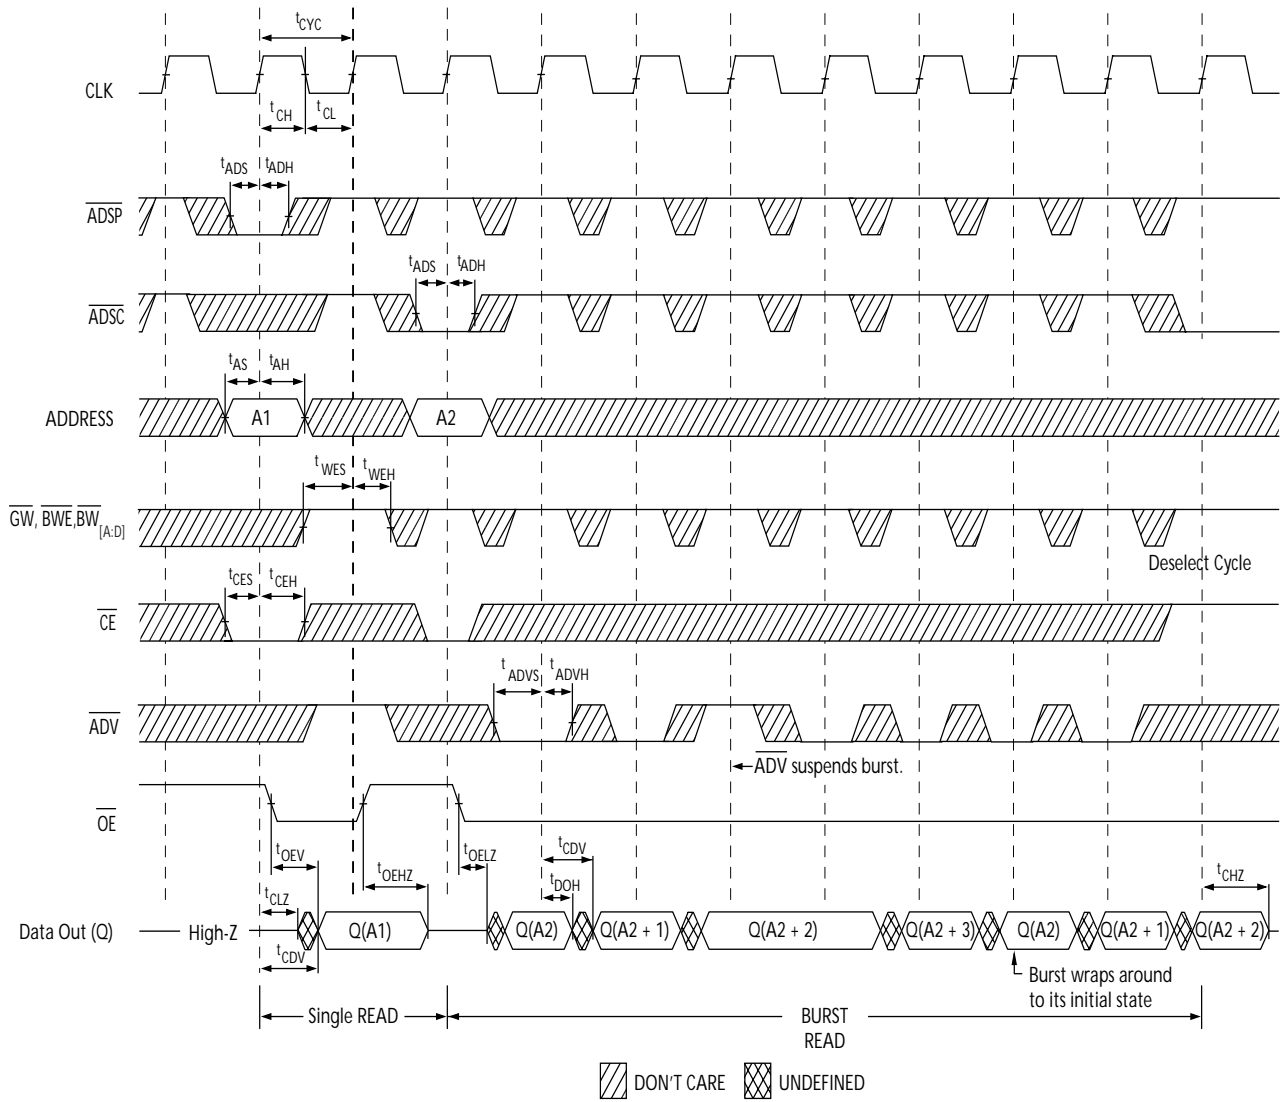 tCYC
CLK
tCH tCL
tADS tADH
ADSP
tADS tADH
ADSC
tAS tAH
ADDRESS A1 A2
tWES tWEH
GW, BWE,BW[A:D]
Deselect Cycle
tCES tCEH
CE
tADVS tADVH
ADV
ADV suspends burst.
OE
tOEV tOEHZ tOELZ tCDV
tCLZ tDOH tCHZ
Data Out (Q) High-Z Q(A1) Q(A2) Q(A2 + 1) Q(A2 + 2) Q(A2 + 3) Q(A2) Q(A2 + 1) Q(A2 + 2)
tCDV
Burst wraps around
to its initial state
Single READ BURST
READ
DON'T CARE UNDEFINED